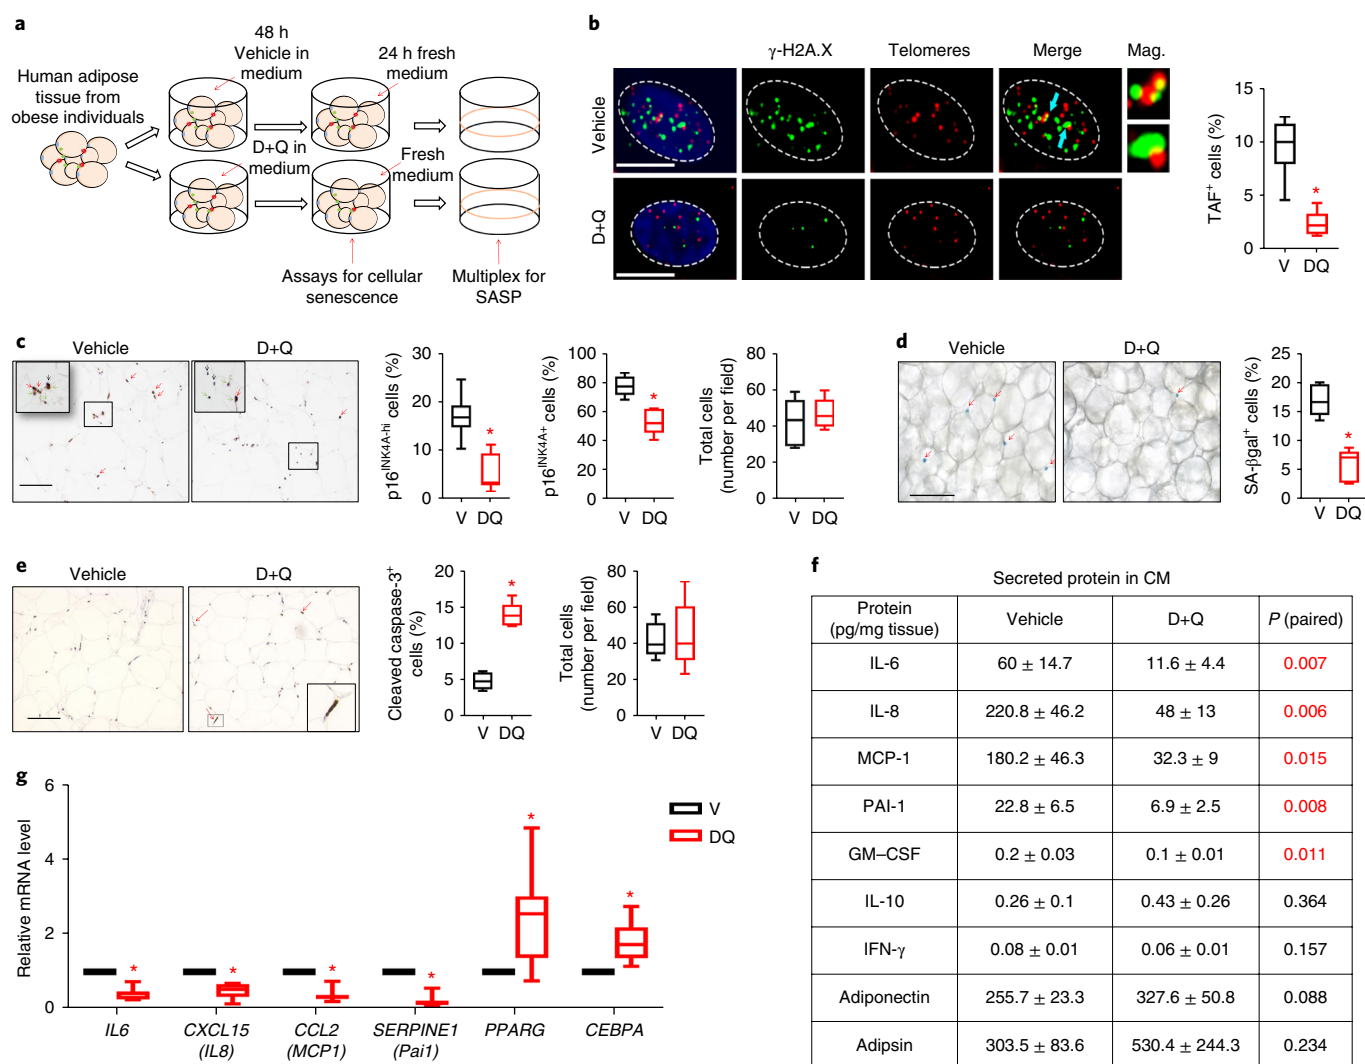 a
48 h
Vehicle in
medium
24 h fresh
medium
Human adipose
tissue from
obese individuals
D+Q in
medium
Fresh
medium
Assays for cellular
senescence
Multiplex for
SASP
b
γ-H2A.X
Telomeres
Merge
Mag.
Vehicle
D+Q
TAF+ cells (%)
15
10
5
0
V
DQ
*
c
Vehicle
D+Q
p16INK4A-hi cells (%)
30
20
10
0
V
DQ
*
p16INK4A+ cells (%)
100
80
60
40
20
0
V
DQ
*
Total cells
(number per field)
80
60
40
20
0
V
DQ
d
Vehicle
D+Q
SA-βgal+ cells (%)
25
20
15
10
5
0
V
DQ
*
e
Vehicle
D+Q
Cleaved caspase-3+
cells (%)
20
15
10
5
0
V
DQ
*
Total cells
(number per field)
80
60
40
20
0
V
DQ
f
Secreted protein in CM
Protein
(pg/mg tissue)
Vehicle
D+Q
P (paired)
IL-6 60 ± 14.7 11.6 ± 4.4 0.007
IL-8 220.8 ± 46.2 48 ± 13 0.006
MCP-1 180.2 ± 46.3 32.3 ± 9 0.015
PAI-1 22.8 ± 6.5 6.9 ± 2.5 0.008
GM–CSF 0.2 ± 0.03 0.1 ± 0.01 0.011
IL-10 0.26 ± 0.1 0.43 ± 0.26 0.364
IFN-γ 0.08 ± 0.01 0.06 ± 0.01 0.157
Adiponectin 255.7 ± 23.3 327.6 ± 50.8 0.088
Adipsin 303.5 ± 83.6 530.4 ± 244.3 0.234
g
Relative mRNA level
6
4
2
0
V
DQ
* * * * * *
IL6
CXCL15
(IL8)
CCL2
(MCP1)
SERPINE1
(Pai1)
PPARG
CEBPA